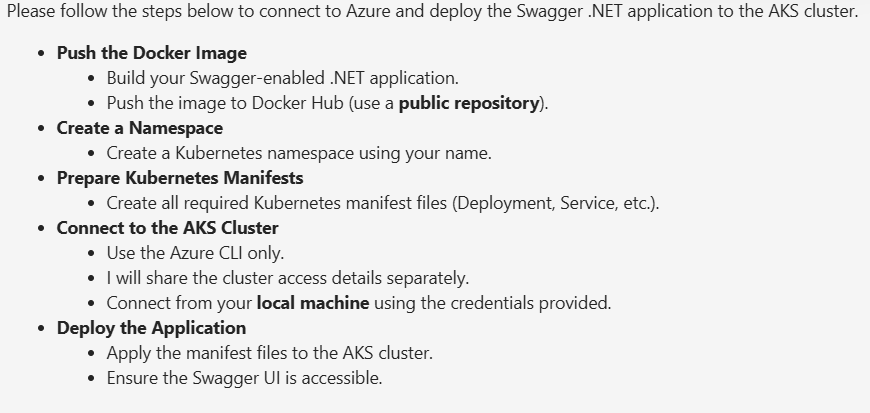 Please follow the steps below to connect to Azure and deploy the Swagger .NET application to the AKS cluster.
• Push the Docker Image
• Build your Swagger-enabled .NET application.
• Push the image to Docker Hub (use a public repository).
• Create a Namespace
• Create a Kubernetes namespace using your name.
• Prepare Kubernetes Manifests
• Create all required Kubernetes manifest files (Deployment, Service, etc.).
• Connect to the AKS Cluster
• Use the Azure CLI only.
• I will share the cluster access details separately.
• Connect from your local machine using the credentials provided.
• Deploy the Application
• Apply the manifest files to the AKS cluster.
• Ensure the Swagger UI is accessible.